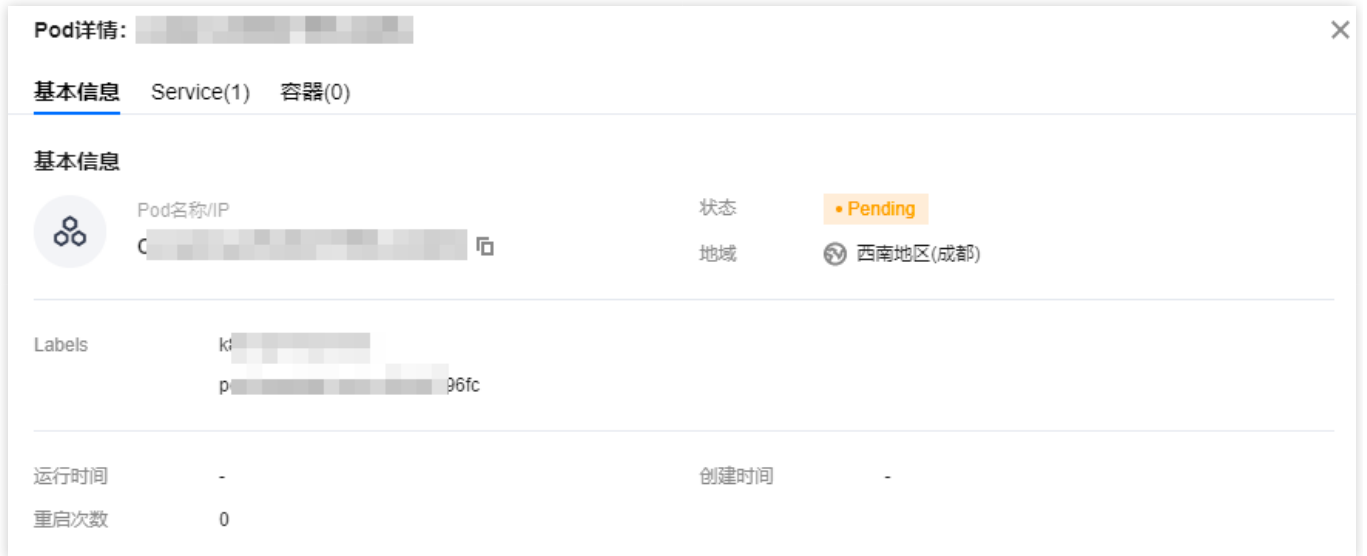 Pod详情：
基本信息 Service(1) 容器(0)
基本信息
Pod名称/IP
状态 • Pending
地域 西南地区(成都)
Labels
96fc
运行时间 - 创建时间 -
重启次数 0